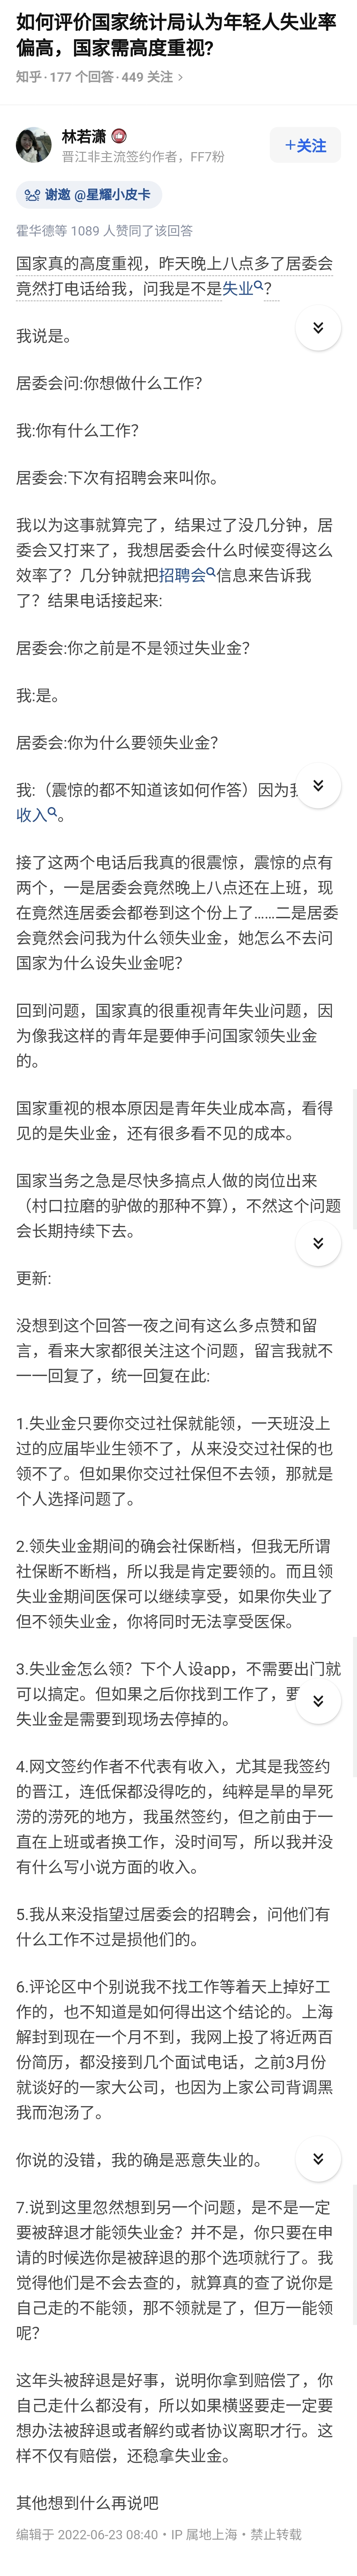 如何评价国家统计局认为年轻人失业率
偏高，国家需高度重视?
知乎·177 个回答·449 关注 >
林若潇
晋江非主流签约作者，FF7粉
+关注
谢邀 @星耀小皮卡
霍华德等 1089 人赞同了该回答
国家真的高度重视，昨天晚上八点多了居委会
竟然打电话给我，问我是不是失业？
我说是。
居委会问:你想做什么工作？
我:你有什么工作？
居委会:下次有招聘会来叫你。
我以为这事就算完了，结果过了没几分钟，居
委会又打来了，我想居委会什么时候变得这么
效率了？几分钟就把招聘会信息来告诉我
了？结果电话接起来:
居委会:你之前是不是领过失业金？
我:是。
居委会:你为什么要领失业金？
我:（震惊的都不知道该如何作答）因为
收入。
接了这两个电话后我真的很震惊，震惊的点有
两个，一是居委会竟然晚上八点还在上班，现
在竟然连居委会都卷到这个份上了……二是居委
会竟然会问我为什么领失业金，她怎么不去问
国家为什么设失业金呢？
回到问题，国家真的很重视青年失业问题，因
为像我这样的青年是要伸手问国家领失业金
的。
国家重视的根本原因是青年失业成本高，看得
见的是失业金，还有很多看不见的成本。
国家当务之急是尽快多搞点人做的岗位出来
（村口拉磨的驴做的那种不算），不然这个问题
会长期持续下去。
更新:
没想到这个回答一夜之间有这么多点赞和留
言，看来大家都很关注这个问题，留言我就不
一一回复了，统一回复在此:
1.失业金只要你交过社保就能领，一天班没上
过的应届毕业生领不了，从来没交过社保的也
领不了。但如果你交过社保但不去领，那就是
个人选择问题了。
2.领失业金期间的确会社保断档，但我无所谓
社保断不断档，所以我是肯定要领的。而且领
失业金期间医保可以继续享受，如果你失业了
但不领失业金，你将同时无法享受医保。
3.失业金怎么领？下个人设app，不需要出门就
可以搞定。但如果之后你找到工作了，
失业金是需要到现场去停掉的。
4.网文签约作者不代表有收入，尤其是我签约
的晋江，连低保都没得吃的，纯粹是旱的旱死
涝的涝死的地方，我虽然签约，但之前由于一
直在上班或者换工作，没时间写，所以我并没
有什么写小说方面的收入。
5.我从来没指望过居委会的招聘会，问他们有
什么工作不过是损他们的。
6.评论区中个别说我不找工作等着天上掉好工
作的，也不知道是如何得出这个结论的。上海
解封到现在一个月不到，我网上投了将近两百
份简历，都没接到几个面试电话，之前3月份
就谈好的一家大公司，也因为上家公司背调黑
我而泡汤了。
你说的没错，我的确是恶意失业的。
7.说到这里忽然想到另一个问题，是不是一定
要被辞退才能领失业金？并不是，你只要在申
请的时候选你是被辞退的那个选项就行了。我
觉得他们是不会去查的，就算真的查了说你是
自己走的不能领，那不领就是了，但万一能领
呢？
这年头被辞退是好事，说明你拿到赔偿了，你
自己走什么都没有，所以如果横竖要走一定要
想办法被辞退或者解约或者协议离职才行。这
样不仅有赔偿，还稳拿失业金。
其他想到什么再说吧
编辑于 2022-06-23 08:40・IP 属地上海・禁止转载